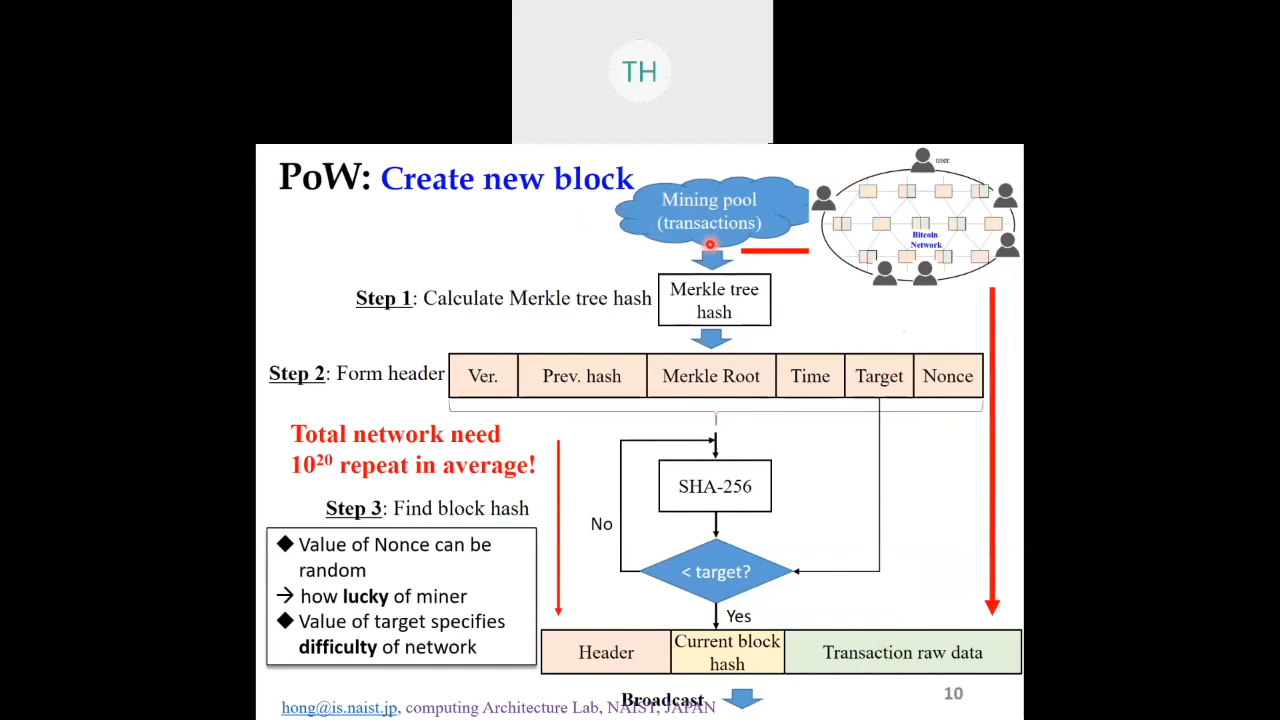 TH
PoW: Create new block
user
Mining pool
(transactions)
Bitcoin
Network
Step 1: Calculate Merkle tree hash
Merkle tree
hash
Step 2: Form header
Ver. Prev. hash Merkle Root Time Target Nonce
Total network need
10²⁰ repeat in average!
SHA-256
Step 3: Find block hash
No
◆ Value of Nonce can be
random
→ how lucky of miner
◆ Value of target specifies
difficulty of network
< target?
Yes
Header
Current block
hash
Transaction raw data
Broadcast
10
hong@is.naist.jp, computing Architecture Lab, NAIST, JAPAN